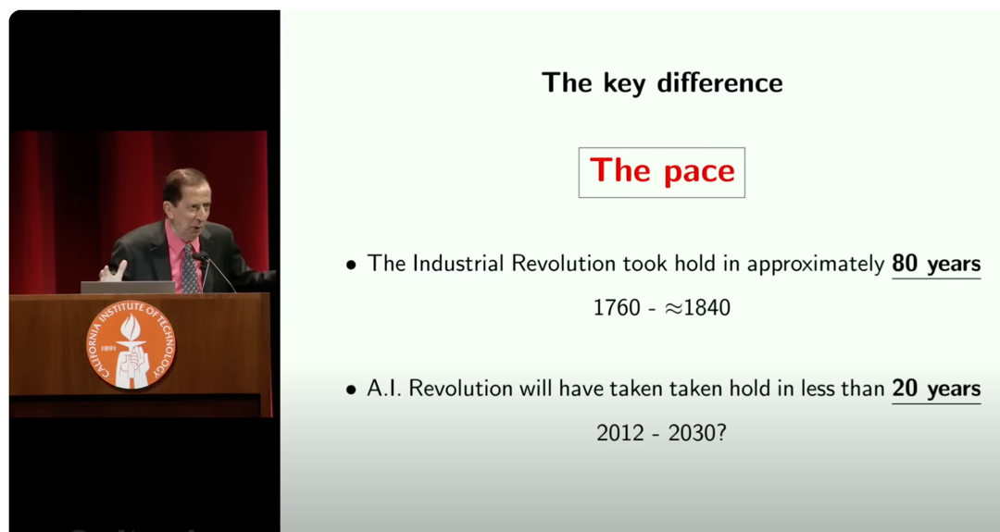 The key difference
The pace
• The Industrial Revolution took hold in approximately 80 years
1760 - ≈1840
• A.I. Revolution will have taken taken hold in less than 20 years
2012 - 2030?
CALIFORNIA INSTITUTE OF TECHNOLOGY
1891